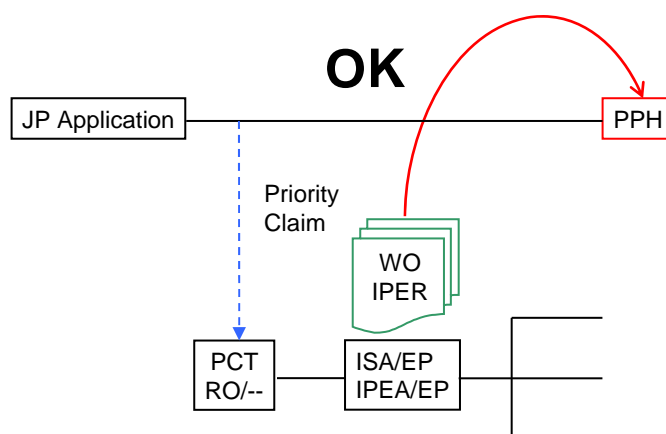 OK
JP Application
PPH
Priority
Claim
WO
IPER
PCT
RO/--
ISA/EP
IPEA/EP